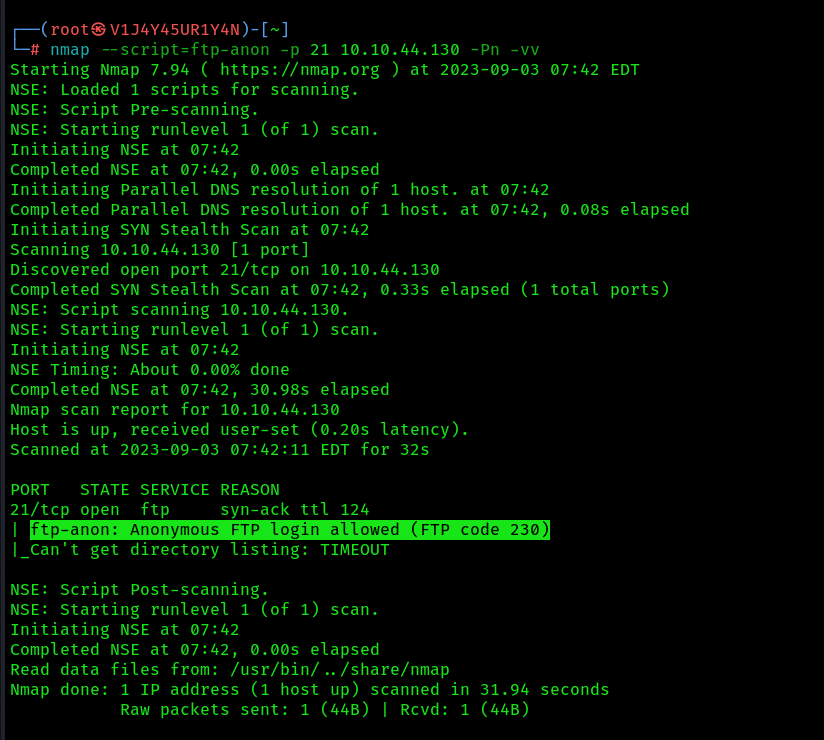 ┌──(root㉿V1J4Y45UR1Y4N)-[~]
└─# nmap --script=ftp-anon -p 21 10.10.44.130 -Pn -vv
Starting Nmap 7.94 ( https://nmap.org ) at 2023-09-03 07:42 EDT
NSE: Loaded 1 scripts for scanning.
NSE: Script Pre-scanning.
NSE: Starting runlevel 1 (of 1) scan.
Initiating NSE at 07:42
Completed NSE at 07:42, 0.00s elapsed
Initiating Parallel DNS resolution of 1 host. at 07:42
Completed Parallel DNS resolution of 1 host. at 07:42, 0.08s elapsed
Initiating SYN Stealth Scan at 07:42
Scanning 10.10.44.130 [1 port]
Discovered open port 21/tcp on 10.10.44.130
Completed SYN Stealth Scan at 07:42, 0.33s elapsed (1 total ports)
NSE: Script scanning 10.10.44.130.
NSE: Starting runlevel 1 (of 1) scan.
Initiating NSE at 07:42
NSE Timing: About 0.00% done
Completed NSE at 07:42, 30.98s elapsed
Nmap scan report for 10.10.44.130
Host is up, received user-set (0.20s latency).
Scanned at 2023-09-03 07:42:11 EDT for 32s

PORT   STATE SERVICE REASON
21/tcp open  ftp     syn-ack ttl 124
| ftp-anon: Anonymous FTP login allowed (FTP code 230)
|_Can't get directory listing: TIMEOUT

NSE: Script Post-scanning.
NSE: Starting runlevel 1 (of 1) scan.
Initiating NSE at 07:42
Completed NSE at 07:42, 0.00s elapsed
Read data files from: /usr/bin/../share/nmap
Nmap done: 1 IP address (1 host up) scanned in 31.94 seconds
           Raw packets sent: 1 (44B) | Rcvd: 1 (44B)